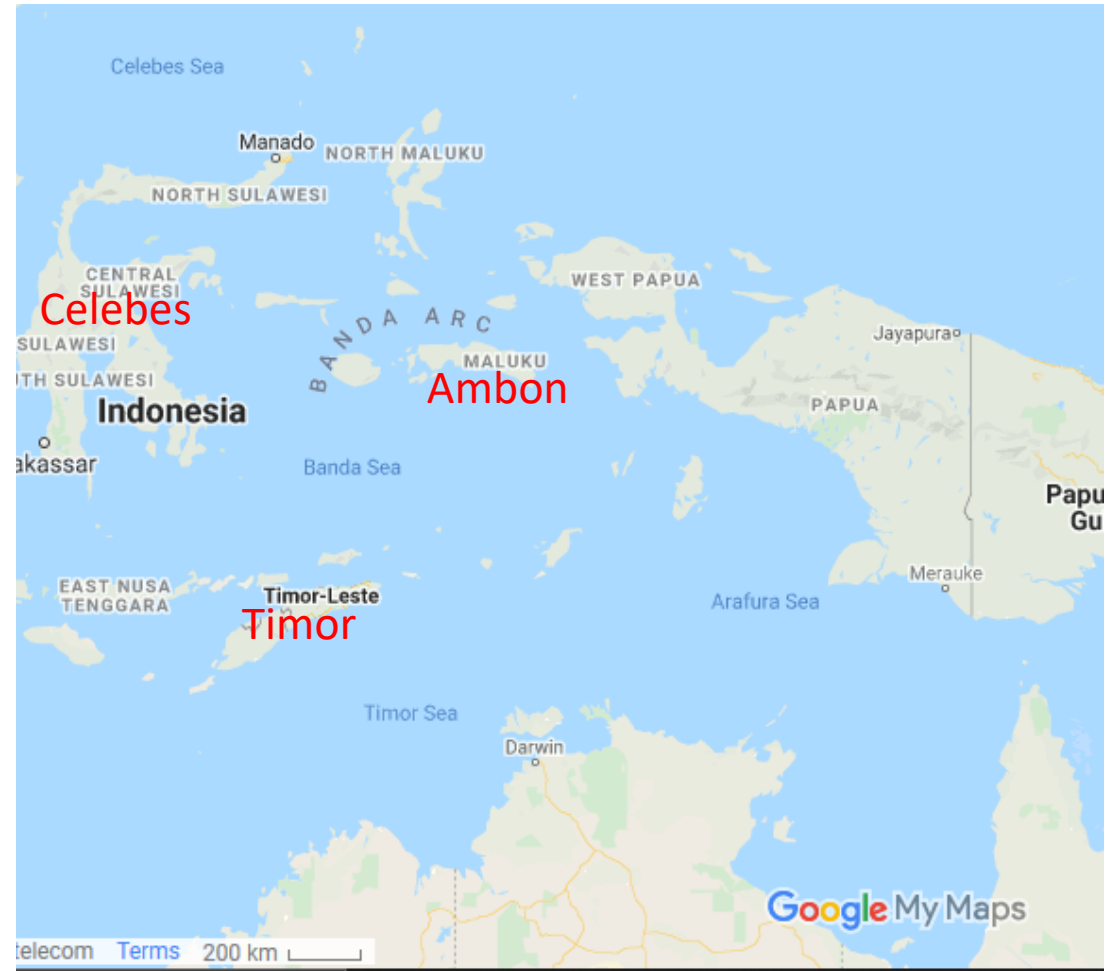 Celebes Sea
Manado
NORTH MALUKU
NORTH SULAWESI
CENTRAL
SULAWESI
Celebes
WEST PAPUA
BANDA ARC
SULAWESI
TH SULAWESI
MALUKU
Ambon
Jayapura
PAPUA
Indonesia
akassar
Banda Sea
Papu
Gu
EAST NUSA
TENGGARA
Timor-Leste
Timor
Merauke
Arafura Sea
Timor Sea
Darwin
Google My Maps
telecom Terms 200 km